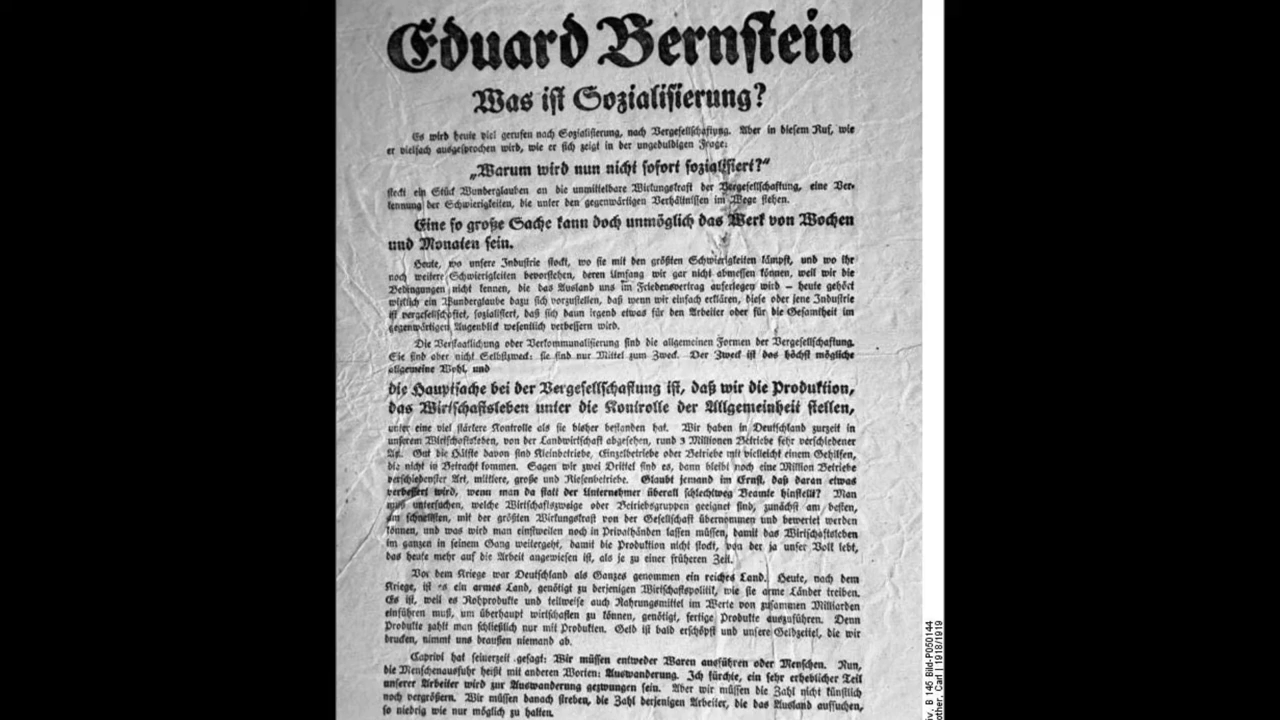 Eduard Bernstein
Was ist Sozialisierung?
Es wird heute viel gerufen nach Sozialisierung, nach Vergesellschaftung. Aber in diesem Ruf, wie
er vielfach ausgesprochen wird, wie er sich zeigt in der ungeduldigen Frage:
„Warum wird nun nicht sofort sozialisiert?“
steckt ein Stück Wunderglauben an die unmittelbare Wirkungskraft der Vergesellschaftung, eine Ver-
kennung der Schwierigkeiten, die unter den gegenwärtigen Verhältnissen im Wege stehen.
Eine so große Sache kann doch unmöglich das Werk von Wochen
und Monaten sein.
Heute, wo unsere Industrie stockt, wo sie mit den größten Schwierigkeiten kämpft, und wo ihr
noch weitere Schwierigkeiten bevorstehen, deren Umfang wir gar nicht abmessen können, weil wir die
Bedingungen nicht kennen, die das Ausland uns im Friedensvertrag auferlegen wird — heute gehört
wirklich ein Wunderglaube dazu sich vorzustellen, daß wenn wir einfach erklären, diese oder jene Industrie
ist vergesellschaftet, sozialisiert, daß sich dann irgend etwas für den Arbeiter oder für die Gesamtheit im
gegenwärtigen Augenblick wesentlich verbessern wird.
Die Verstaatlichung oder Verkommunalisierung sind die allgemeinen Formen der Vergesellschaftung.
Sie sind aber nicht Selbstzweck: sie sind nur Mittel zum Zweck. Der Zweck ist das höchst mögliche
allgemeine Wohl, und
die Hauptsache bei der Vergesellschaftung ist, daß wir die Produktion,
das Wirtschaftsleben unter die Kontrolle der Allgemeinheit stellen,
unter eine viel stärkere Kontrolle als sie bisher bestanden hat. Wir haben in Deutschland zurzeit in
unserem Wirtschaftsleben, von der Landwirtschaft abgesehen, rund 3 Millionen Betriebe sehr verschiedener
Art. Gut die Hälfte davon sind Kleinbetriebe, Einzelbetriebe oder Betriebe mit vielleicht einem Gehilfen,
die nicht in Betracht kommen. Sagen wir zwei Drittel sind es, dann bleibt noch eine Million Betriebe
verschiedenster Art, mittlere, große und Riesenbetriebe. Glaubt jemand im Ernst, daß daran etwas
verbessert wird, wenn man da statt der Unternehmer überall schlechtweg Beamte hinstellt? Man
muß untersuchen, welche Wirtschaftszweige oder Betriebsgruppen geeignet sind, zunächst am besten,
am schnellsten, mit der größten Wirkungskraft von der Gesellschaft übernommen und bewertet werden
können, und was wird man einstweilen noch in Privathänden lassen müssen, damit das Wirtschaftsleben
im ganzen in seinem Gang weitergeht, damit die Produktion nicht stockt, von der ja unser Volk lebt,
das heute mehr auf die Arbeit angewiesen ist, als je zu einer früheren Zeit.
Vor dem Kriege war Deutschland als Ganzes genommen ein reiches Land. Heute, nach dem
Kriege, ist es ein armes Land, genötigt zu derjenigen Wirtschaftspolitik, wie sie arme Länder treiben.
Es ist, weil es Rohprodukte und teilweise auch Nahrungsmittel im Werte von zusammen Milliarden
einführen muß, um überhaupt wirtschaften zu können, genötigt, fertige Produkte auszuführen. Denn
Produkte zahlt man schließlich nur mit Produkten. Geld ist bald erschöpft und unsere Geldzettel, die wir
drucken, nimmt uns draußen niemand ab.
Caprivi hat seinerzeit gesagt: Wir müssen entweder Waren ausführen oder Menschen. Nun,
die Menschenausfuhr heißt mit anderen Worten: Auswanderung. Ich fürchte, ein sehr erheblicher Teil
unserer Arbeiter wird zur Auswanderung gezwungen sein. Aber wir müssen die Zahl nicht künstlich
noch vergrößern. Wir müssen danach streben, die Zahl derjenigen Arbeiter, die das Ausland aufsuchen,
so niedrig wie nur möglich zu halten.
B 145 Bild-P050144
Carl | 1918/1919